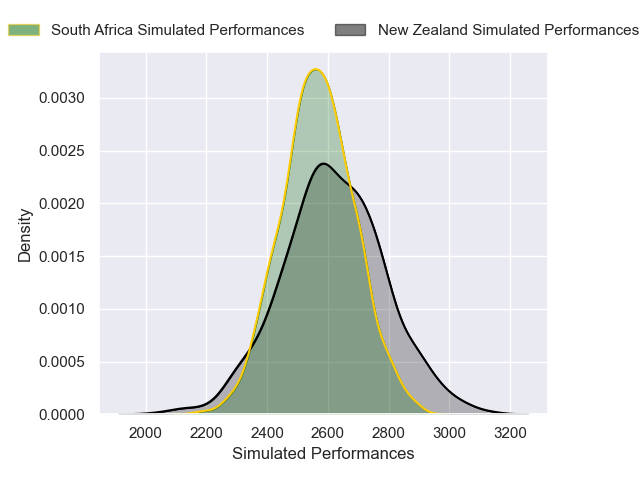 South Africa Simulated Performances
New Zealand Simulated Performances
0.0030
0.0025
0.0020
0.0015
0.0010
0.0005
0.0000
Density
2000 2200 2400 2600 2800 3000 3200
Simulated Performances